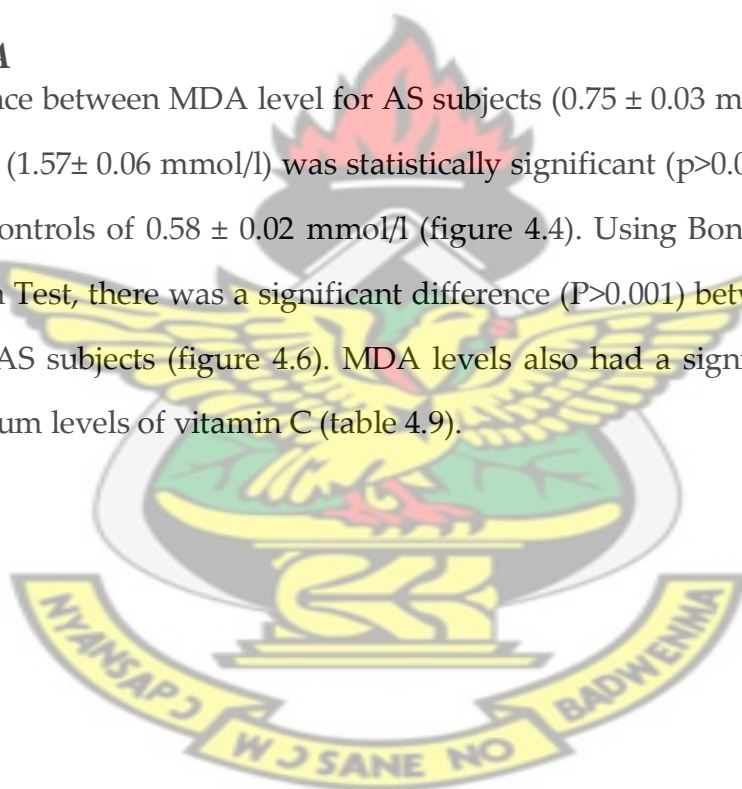 A
nce between MDA level for AS subjects (0.75 ± 0.03 m
(1.57± 0.06 mmol/l) was statistically significant (p>0.0
ontrols of 0.58 ± 0.02 mmol/l (figure 4.4). Using Bon
n Test, there was a significant difference (P>0.001) betw
AS subjects (figure 4.6). MDA levels also had a signi
um levels of vitamin C (table 4.9).
NYANSAPƆ
WƆSANE NO
BADWENMA